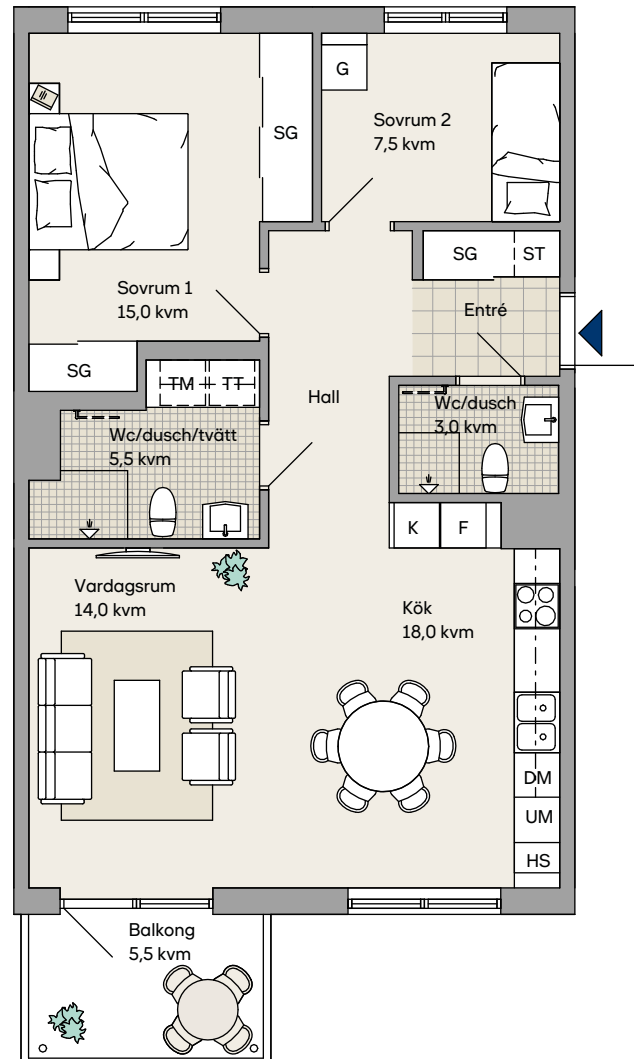 G
Sovrum 2
7,5 kvm
SG
Sovrum 1
15,0 kvm
SG
ST
Entré
SG
TM
TT
Hall
Wc/dusch
3,0 kvm
Wc/dusch/tvätt
5,5 kvm
K
F
Vardagsrum
14,0 kvm
Kök
18,0 kvm
DM
UM
HS
Balkong
5,5 kvm